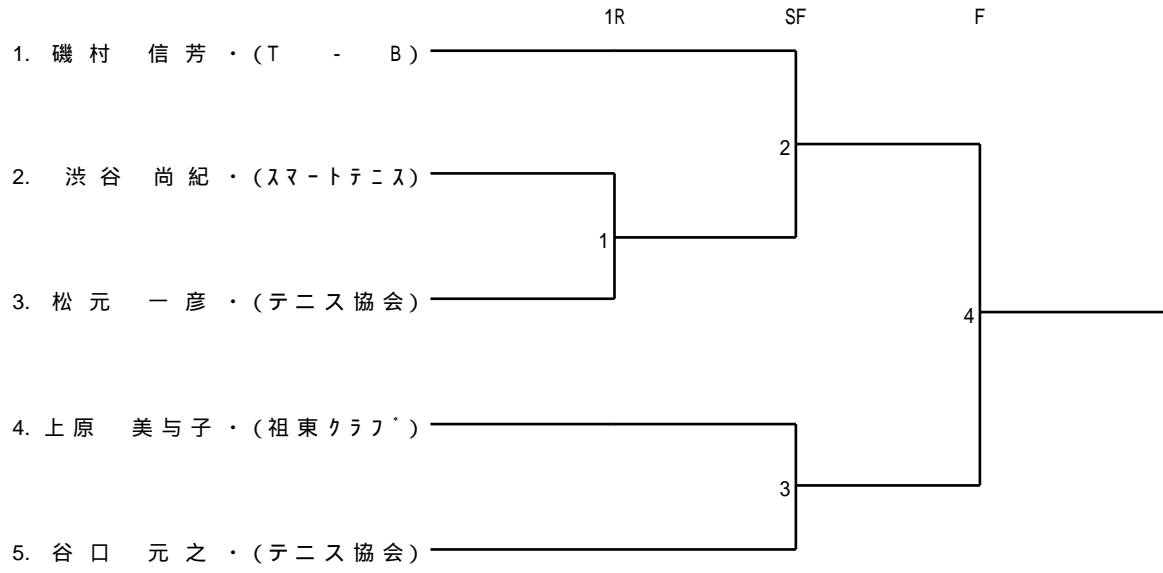 1R SF F
1. 磯村 信芳・(T - B)
2
2. 渋谷 尚紀・(スマートテニス)
1
3. 松元 一彦・(テニス協会)
4
4. 上原 美与子・(祖東クラブ)
3
5. 谷口 元之・(テニス協会)